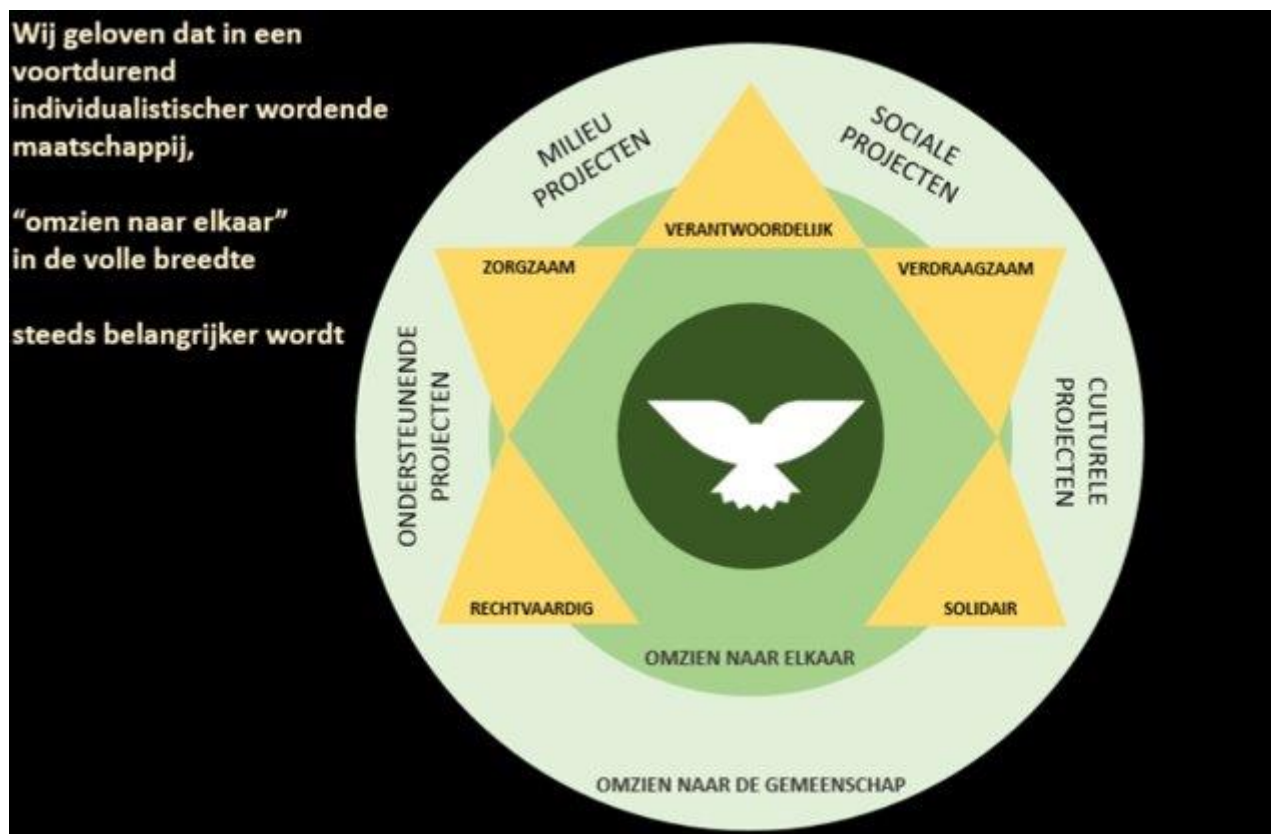 Wij geloven dat in een
voortdurend
individualistischer wordende
maatschappij,
“omzien naar elkaar”
in de volle breedte
steeds belangrijker wordt
MILIEU
PROJECTEN
SOCIALE
PROJECTEN
VERANTWOORDELIJK
ZORGZAAM
VERDRAAGZAAM
ONDERSTEUNENDE
PROJECTEN
CULTURELE
PROJECTEN
RECHTVAARDIG
SOLIDAIR
OMZIEN NAAR ELKAAR
OMZIEN NAAR DE GEMEENSCHAP